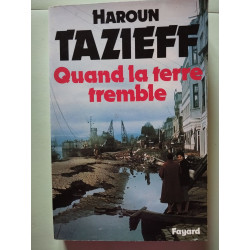 HAROUN
TAZIEFF
Quand la terre
tremble
Fayard